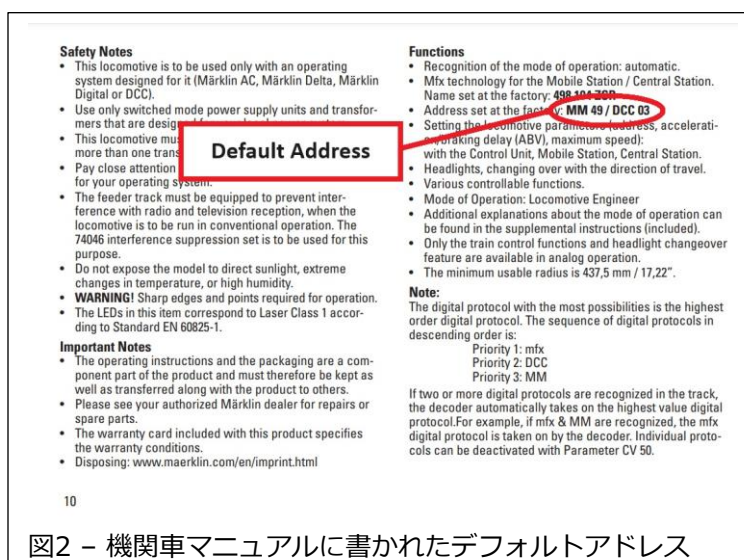 Safety Notes
• This locomotive is to be used only with an operating
system designed for it (Märklin AC, Märklin Delta, Märklin
Digital or DCC).
• Use only switched mode power supply units and transfor-
mers that are
• This locomotive
more than one
• Pay close attention
for your operating system.
• The feeder track must be equipped to prevent inter-
ference with radio and television reception, when the
locomotive is to be run in conventional operation. The
74046 interference suppression set is to be used for this
purpose.
• Do not expose the model to direct sunlight, extreme
changes in temperature, or high humidity.
• WARNING! Sharp edges and points required for operation.
• The LEDs in this item correspond to Laser Class 1 accor-
ding to Standard EN 60825-1.
Important Notes
• The operating instructions and the packaging are a com-
ponent part of the product and must therefore be kept as
well as transferred along with the product to others.
• Please see your authorized Märklin dealer for repairs or
spare parts.
• The warranty card included with this product specifies
the warranty conditions.
• Disposing: www.maerklin.com/en/imprint.html
10
Default Address
Functions
• Recognition of the mode of operation: automatic.
• Mfx technology for the Mobile Station / Central Station.
Name set at the factory: 498 104
• Address set at the factory: MM 49 / DCC 03
• Setting the locomotive parameters (address, accelerati-
on/braking delay (ABV), maximum speed):
with the Control Unit, Mobile Station, Central Station.
• Headlights, changing over with the direction of travel.
• Various controllable functions.
• Mode of Operation: Locomotive Engineer
• Additional explanations about the mode of operation can
be found in the supplemental instructions (included).
• Only the train control functions and headlight changeover
feature are available in analog operation.
• The minimum usable radius is 437,5 mm / 17,22”.
Note:
The digital protocol with the most possibilities is the highest
order digital protocol. The sequence of digital protocols in
descending order is:
Priority 1: mfx
Priority 2: DCC
Priority 3: MM
If two or more digital protocols are recognized in the track,
the decoder automatically takes on the highest value digital
protocol.For example, if mfx & MM are recognized, the mfx
digital protocol is taken on by the decoder. Individual proto-
cols can be deactivated with Parameter CV 50.
図2 – 機関車マニュアルに書かれたデフォルトアドレス